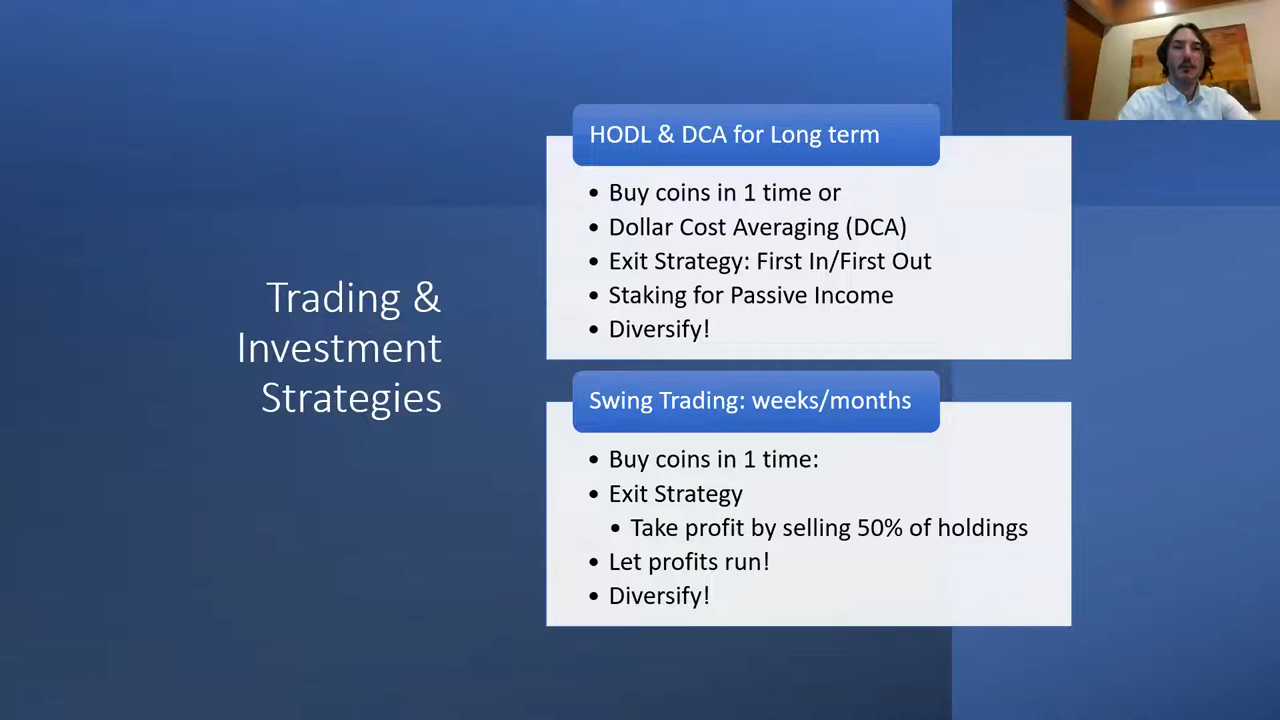 Trading &
Investment
Strategies
HODL & DCA for Long term
• Buy coins in 1 time or
• Dollar Cost Averaging (DCA)
• Exit Strategy: First In/First Out
• Staking for Passive Income
• Diversify!
Swing Trading: weeks/months
• Buy coins in 1 time:
• Exit Strategy
• Take profit by selling 50% of holdings
• Let profits run!
• Diversify!